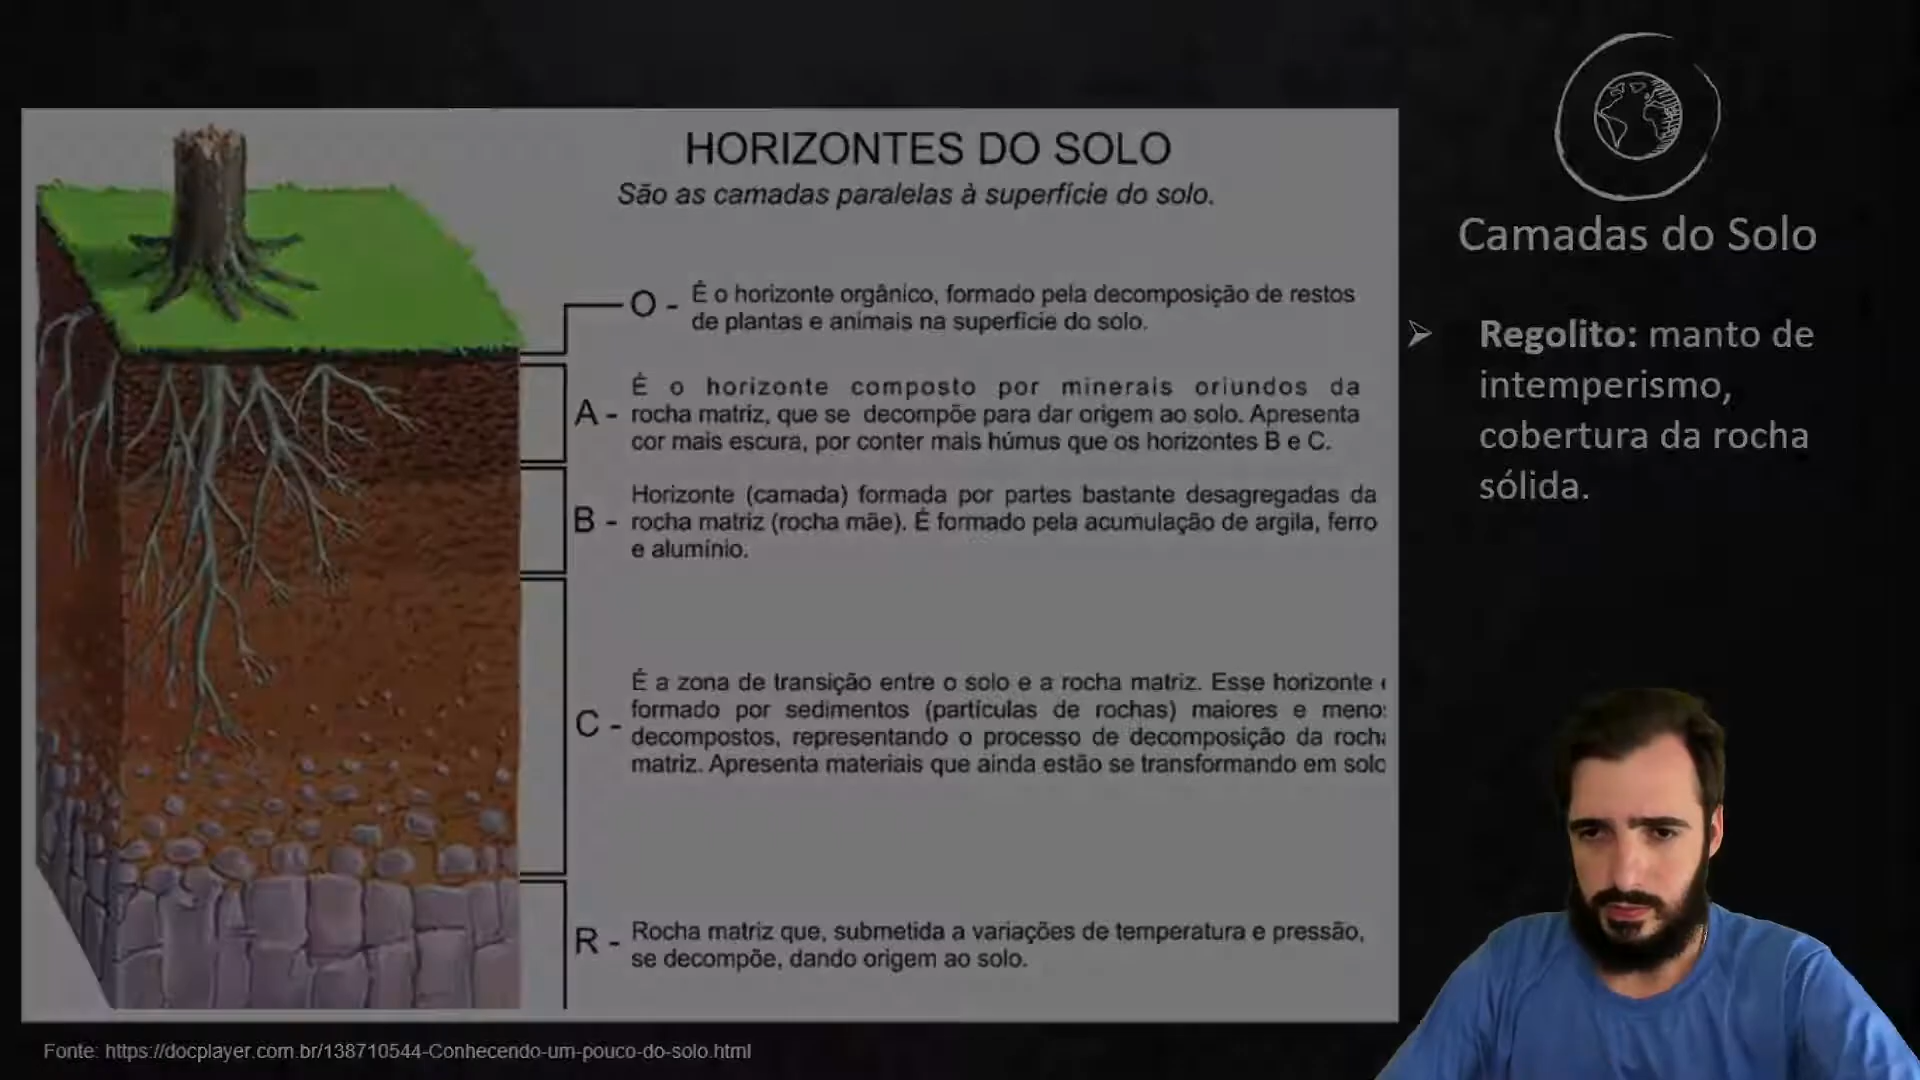 HORIZONTES DO SOLO
São as camadas paralelas à superfície do solo.
O - É o horizonte orgânico, formado pela decomposição de restos
de plantas e animais na superfície do solo.
É o horizonte composto por minerais oriundos da
A - rocha matriz, que se decompõe para dar origem ao solo. Apresenta
cor mais escura, por conter mais húmus que os horizontes B e C.
Horizonte (camada) formada por partes bastante desagregadas da
B - rocha matriz (rocha mãe). É formado pela acumulação de argila, ferro
e alumínio.
É a zona de transição entre o solo e a rocha matriz. Esse horizonte
formado por sedimentos (partículas de rochas) maiores e
C - decompostos, representando o processo de decomposição da
matriz. Apresenta materiais que ainda estão se transformando em
R - Rocha matriz que, submetida a variações de temperatura e pressão,
se decompõe, dando origem ao solo.
Fonte: https://docplayer.com.br/138710544-Conhecendo-um-pouco-do-solo.html
Camadas do Solo
➢ Regolito: manto de
intemperismo,
cobertura da rocha
sólida.